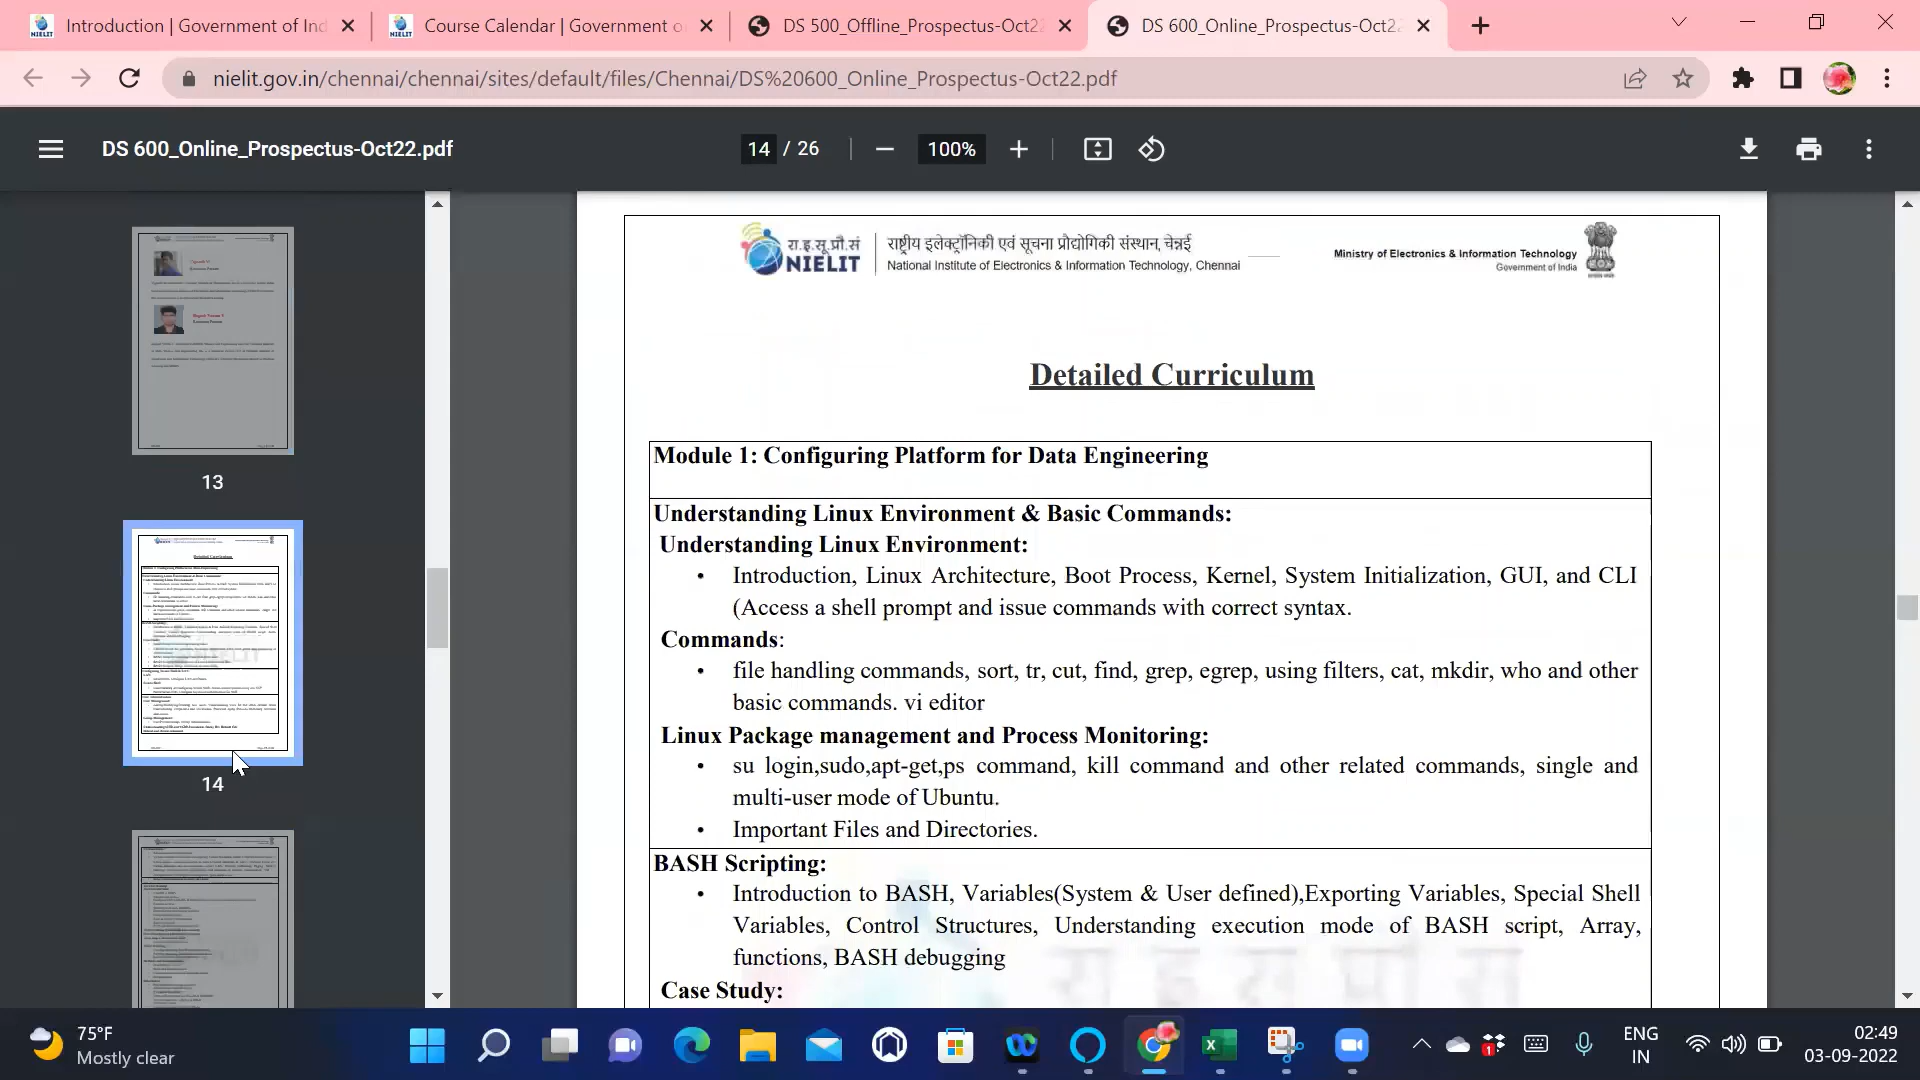 Introduction | Government of Ind
Course Calendar | Government o
DS 500_Offline_Prospectus-Oct22
DS 600_Online_Prospectus-Oct22
nielit.gov.in/chennai/chennai/sites/default/files/Chennai/DS%20600_Online_Prospectus-Oct22.pdf
DS 600_Online_Prospectus-Oct22.pdf
14 / 26
100%
13
14
रा.इ.सू.प्रौ.सं
NIELIT
राष्ट्रीय इलेक्ट्रॉनिकी एवं सूचना प्रौद्योगिकी संस्थान, चेन्नई
National Institute of Electronics & Information Technology, Chennai
Ministry of Electronics & Information Technology
Government of India
Detailed Curriculum
Module 1: Configuring Platform for Data Engineering
Understanding Linux Environment & Basic Commands:
Understanding Linux Environment:
• Introduction, Linux Architecture, Boot Process, Kernel, System Initialization, GUI, and CLI
(Access a shell prompt and issue commands with correct syntax.
Commands:
• file handling commands, sort, tr, cut, find, grep, egrep, using filters, cat, mkdir, who and other
basic commands. vi editor
Linux Package management and Process Monitoring:
• su login,sudo,apt-get,ps command, kill command and other related commands, single and
multi-user mode of Ubuntu.
• Important Files and Directories.
BASH Scripting:
• Introduction to BASH, Variables(System & User defined),Exporting Variables, Special Shell
Variables, Control Structures, Understanding execution mode of BASH script, Array,
functions, BASH debugging
Case Study:
75°F
Mostly clear
1
ENG
IN
02:49
03-09-2022